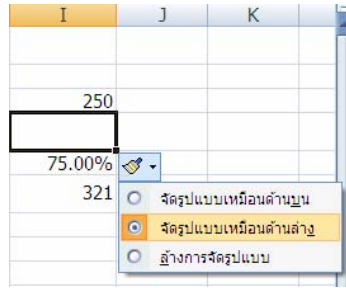 I J K
250
75.00%
321
จัดรูปแบบเหมือนด้านบน
จัดรูปแบบเหมือนด้านล่าง
ล้างการจัดรูปแบบ